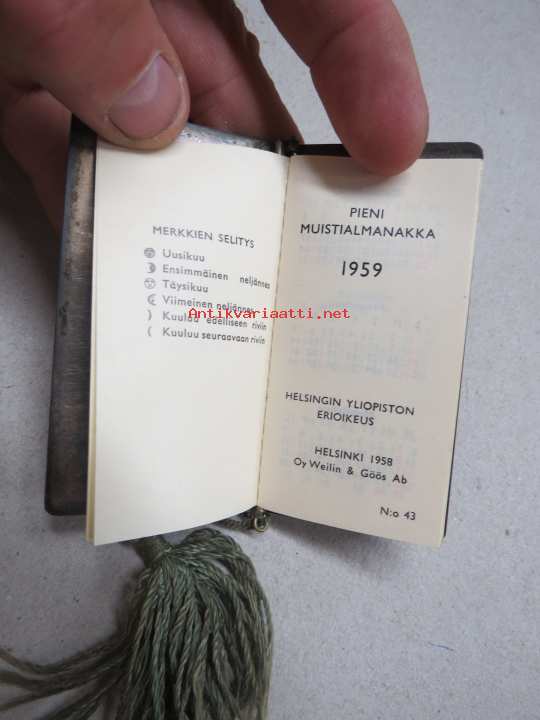 MERKKIEN SELITYS
Uusikuu
Ensimmäinen neljännes
Täysikuu
Viimeinen neljännes
) Kuuluu edelliseen riviin
( Kuuluu seuraavaan riviin
PIENI
MUISTIALMANAKKA
1959
HELSINGIN YLIOPISTON
ERIOIKEUS
HELSINKI 1958
Oy Weilin & Göös Ab
N:o 43
Antikvariaatti.net